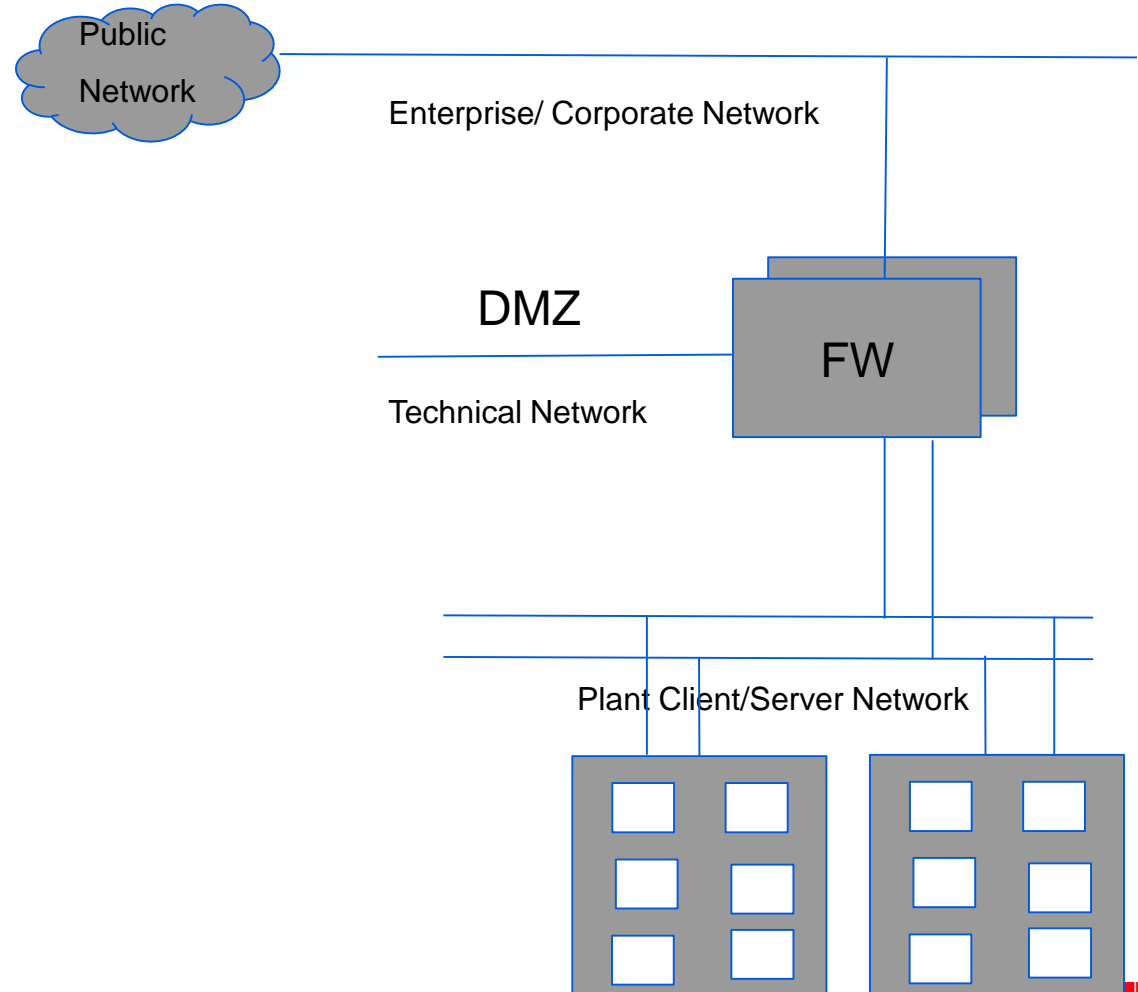 Public
Network
Enterprise/ Corporate Network
DMZ
FW
Technical Network
Plant Client/Server Network